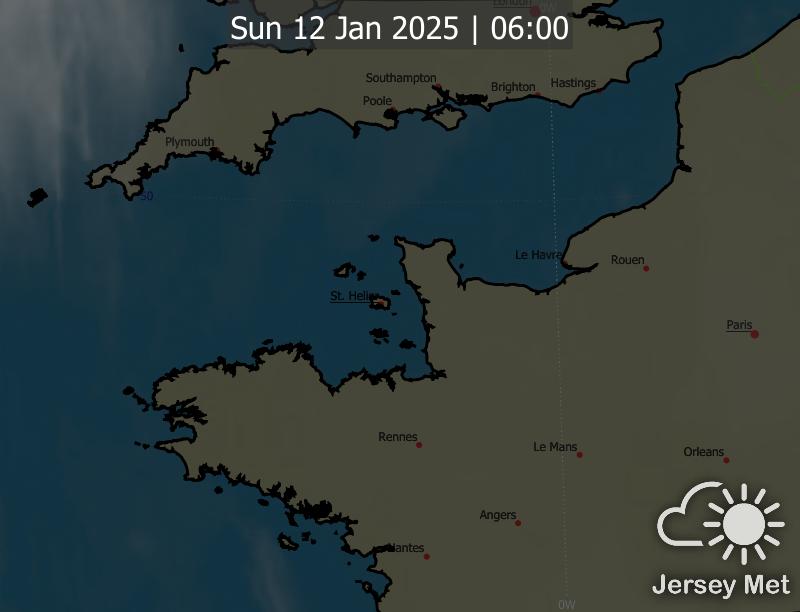 London
0W
Sun 12 Jan 2025 | 06:00
Southampton
Brighton
Hastings
Poole
Plymouth
50
Le Havre
Rouen
St. Helier
Paris
Rennes
Le Mans
Orleans
Angers
Nantes
Jersey Met
0W